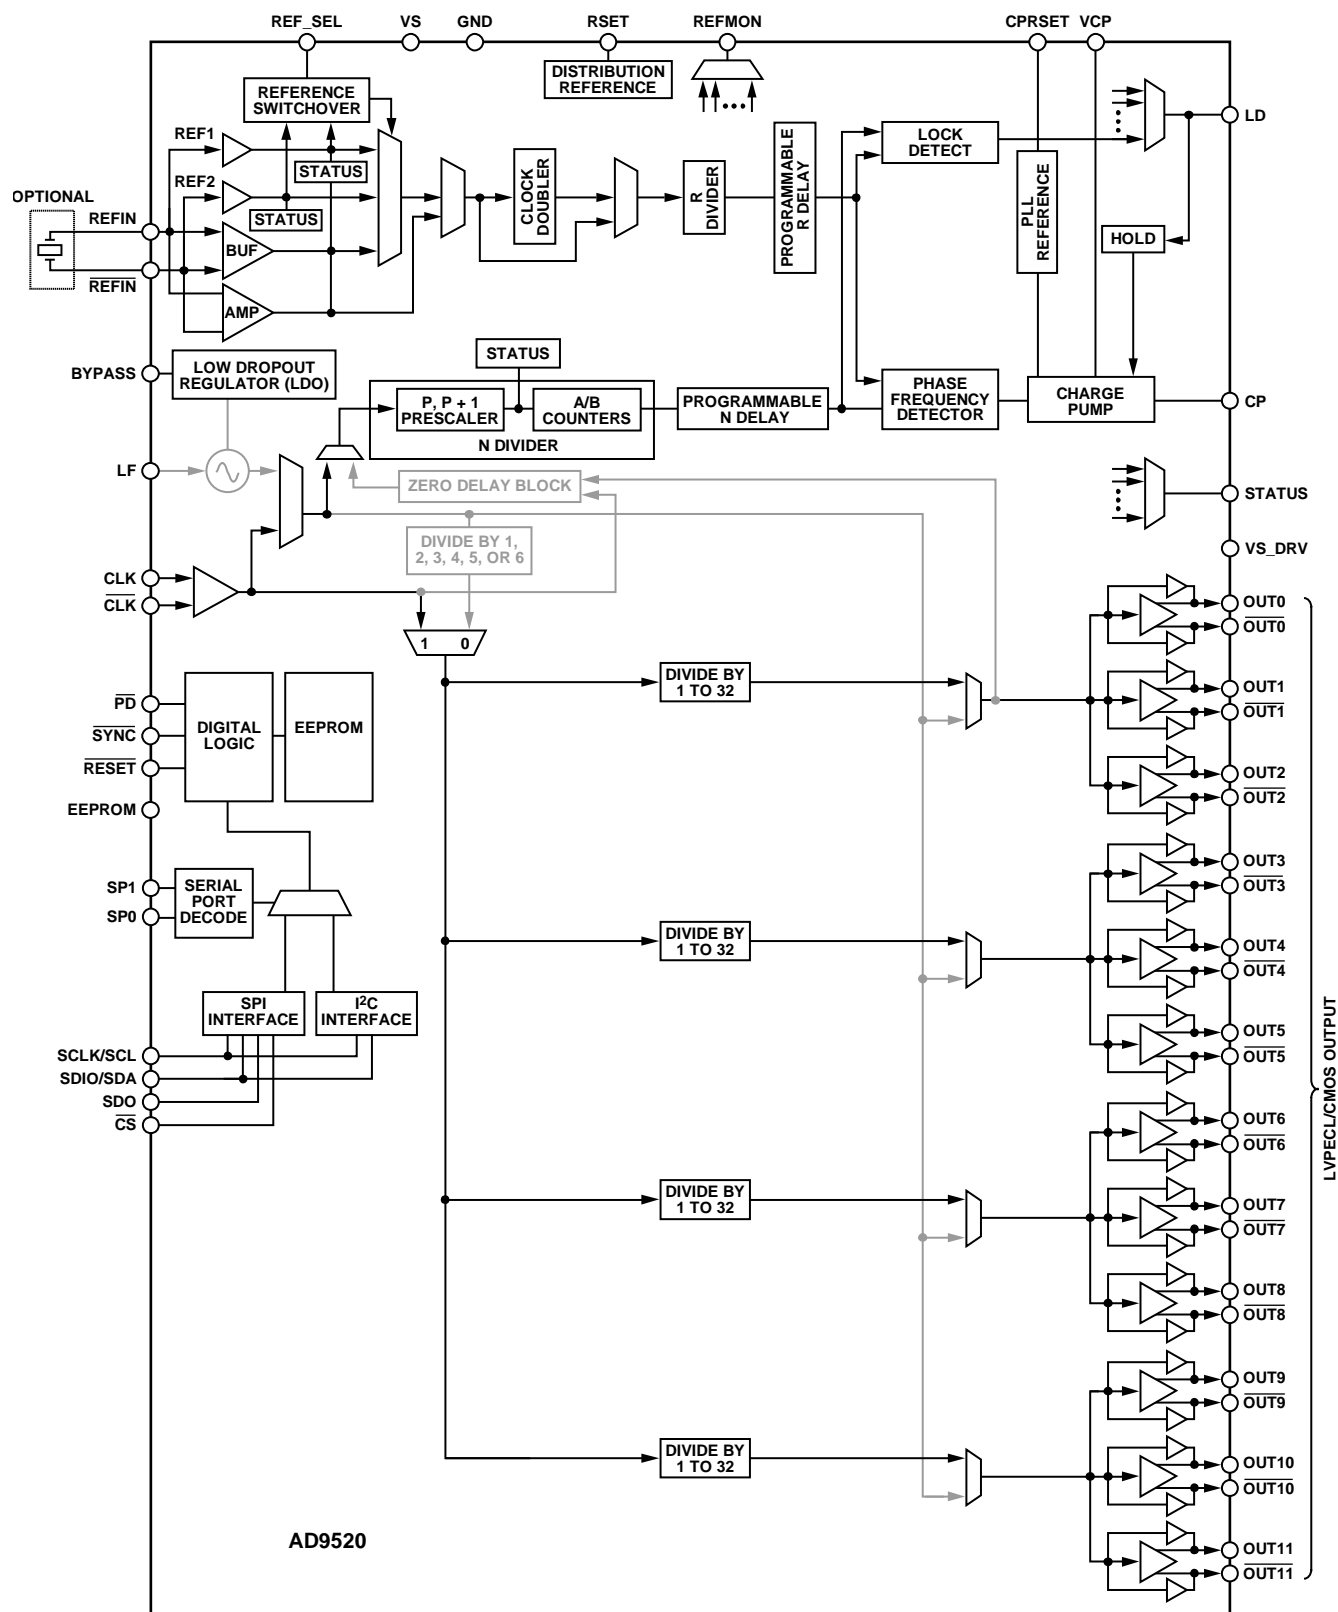 REF_SEL VS GND RSET REFMON CPRSET VCP
DISTRIBUTION
REFERENCE
REFERENCE
SWITCHOVER
LD
REF1
LOCK
DETECT
STATUS
REF2
STATUS
CLOCK
DOUBLER
R
DIVIDER
PROGRAMMABLE
R DELAY
PLL
REFERENCE
OPTIONAL
REFIN
BUF
HOLD
REFIN
AMP
STATUS
BYPASS
LOW DROPOUT
REGULATOR (LDO)
P, P + 1
PRESCALER
A/B
COUNTERS
N DIVIDER
PROGRAMMABLE
N DELAY
PHASE
FREQUENCY
DETECTOR
CHARGE
PUMP
CP
LF
ZERO DELAY BLOCK
STATUS
DIVIDE BY 1,
2, 3, 4, 5, OR 6
VS_DRV
CLK
CLK
1 0
OUT0
OUT0
DIVIDE BY
1 TO 32
OUT1
OUT1
PD
SYNC
RESET
DIGITAL
LOGIC
EEPROM
OUT2
OUT2
EEPROM
OUT3
OUT3
SP1
SP0
SERIAL
PORT
DECODE
DIVIDE BY
1 TO 32
OUT4
OUT4
SPI
INTERFACE
I2C
INTERFACE
OUT5
OUT5
SCLK/SCL
SDIO/SDA
SDO
CS
LVPECL/CMOS OUTPUT
OUT6
OUT6
DIVIDE BY
1 TO 32
OUT7
OUT7
OUT8
OUT8
OUT9
OUT9
DIVIDE BY
1 TO 32
OUT10
OUT10
AD9520
OUT11
OUT11